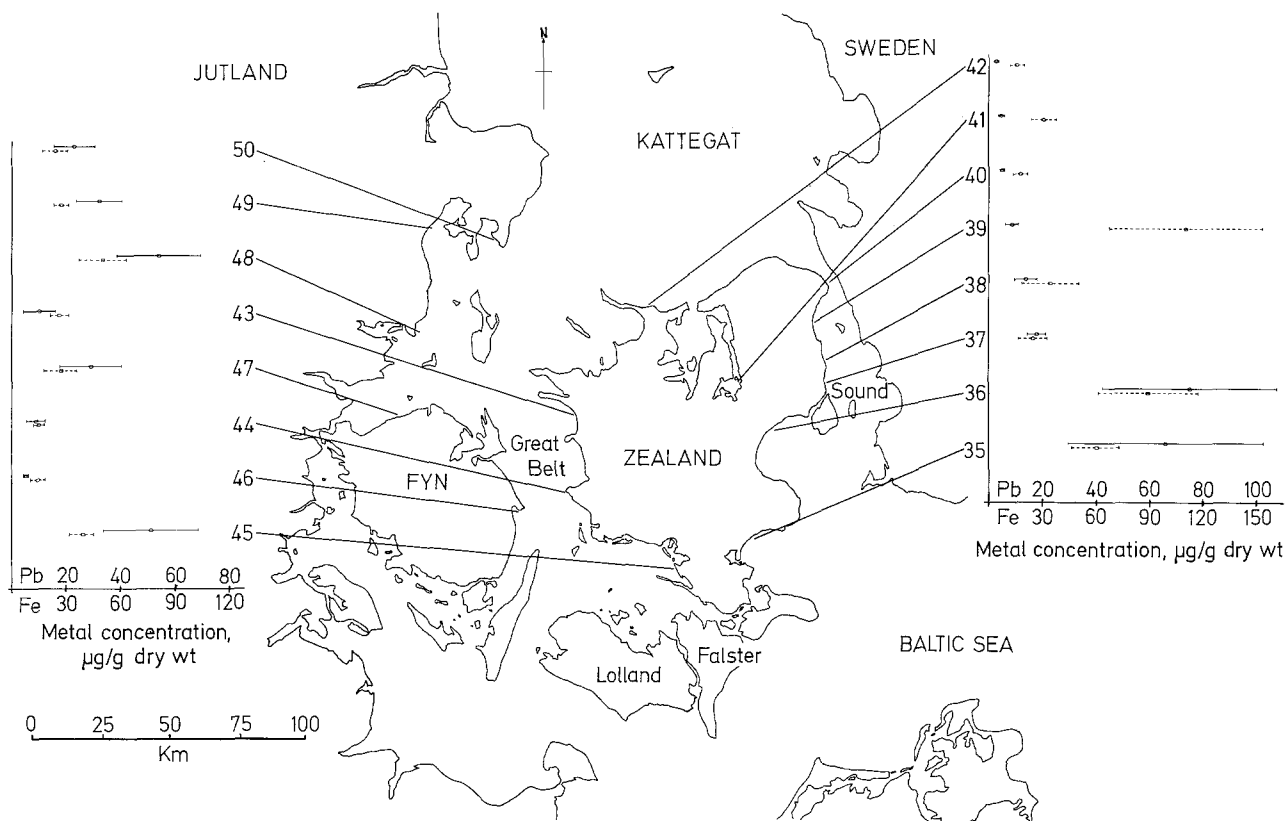 N
JUTLAND
SWEDEN
KATTEGAT
42
41
40
39
38
37
36
35
50
49
48
43
47
44
46
45
Sound
Great
Belt
ZEALAND
FYN
Pb 20 40 60 80
Fe 30 60 90 120
Metal concentration,
µg/g dry wt
Pb 20 40 60 80 100
Fe 30 60 90 120 150
Metal concentration, µg/g dry wt
Falster
Lolland
BALTIC SEA
0 25 50 75 100
Km